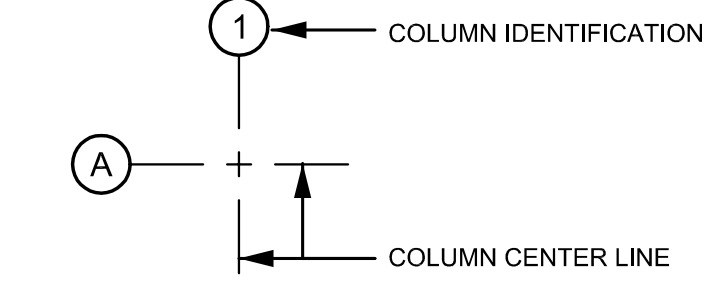 1 COLUMN IDENTIFICATION
A
COLUMN CENTER LINE